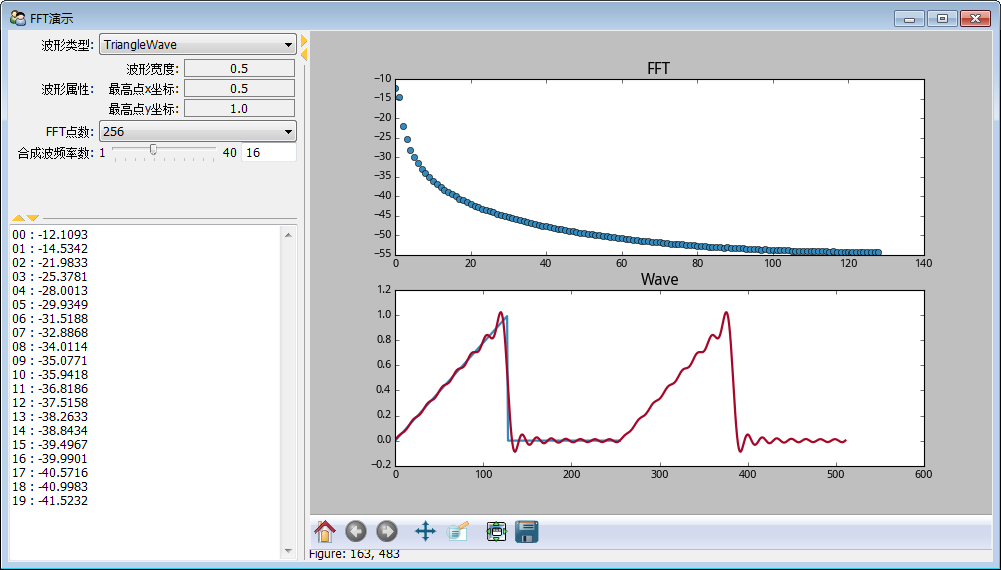 FFT演示
波形类型: TriangleWave
波形宽度: 0.5
波形属性: 最高点x坐标: 0.5
最高点y坐标: 1.0
FFT点数: 256
合成波频率数: 1 40 16
00 : -12.1093
01 : -14.5342
02 : -21.9833
03 : -25.3781
04 : -28.0013
05 : -29.9349
06 : -31.5188
07 : -32.8868
08 : -34.0114
09 : -35.0771
10 : -35.9418
11 : -36.8186
12 : -37.5158
13 : -38.2633
14 : -38.8434
15 : -39.4967
16 : -39.9901
17 : -40.5716
18 : -40.9983
19 : -41.5232
FFT
−10
−15
−20
−25
−30
−35
−40
−45
−50
−55
0 20 40 60 80 100 120 140
Wave
1.2
1.0
0.8
0.6
0.4
0.2
0.0
−0.2
0 100 200 300 400 500 600
Figure: 163, 483